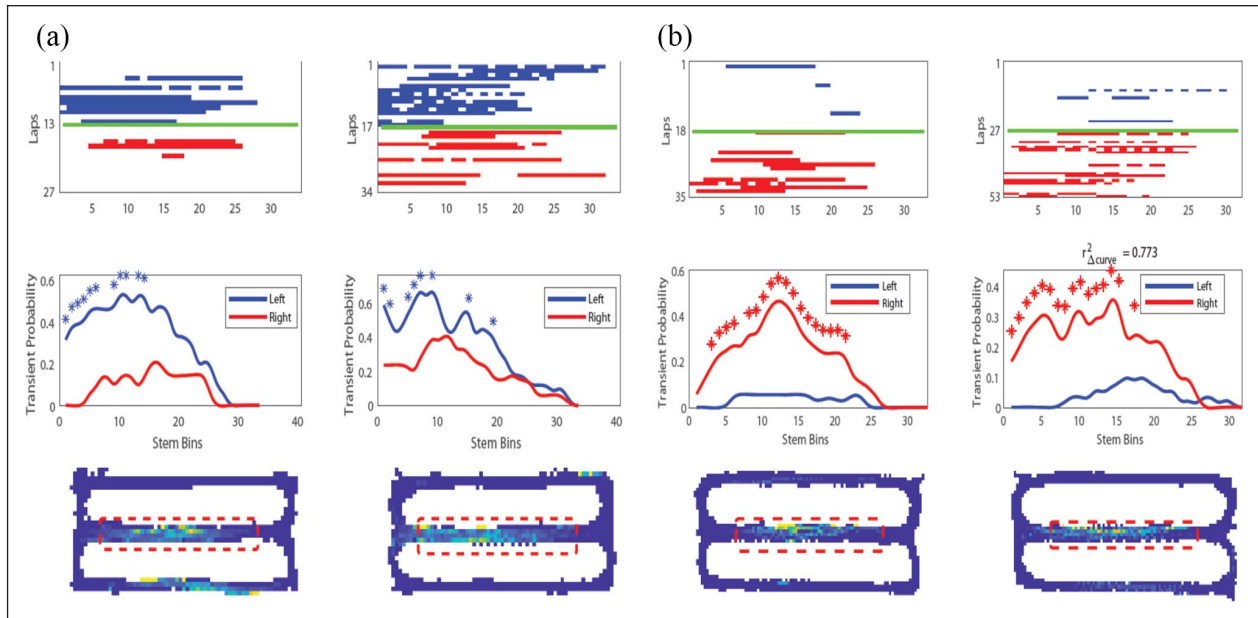 (a) (b)
1 1 1 1
Laps Laps
13 17 18 27
27 34 35 53
5 10 15 20 25 30 5 10 15 20 25 30 5 10 15 20 25 30 5 10 15 20 25 30
r²Δcurve = 0.773
Transient Probability
0.6
0.4
0.2
0
Left
Right
0 10 20 30 40
Stem Bins
Transient Probability
0.6
0.4
0.2
0
Left
Right
0 10 20 30 40
Stem Bins
Transient Probability
0.6
0.4
0.2
0
Left
Right
5 10 15 20 25 30
Stem Bins
Transient Probability
0.4
0.3
0.2
0.1
0
Left
Right
5 10 15 20 25 30
Stem Bins